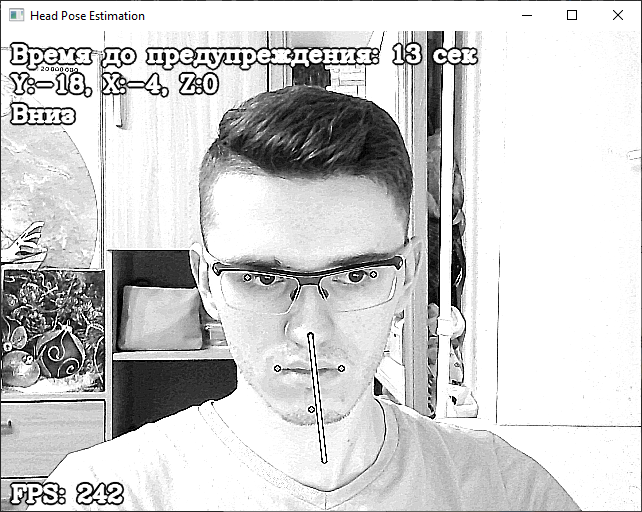 Head Pose Estimation
Время до предупреждения: 13 сек
Y:-18, X:-4, Z:0
Вниз
FPS: 242